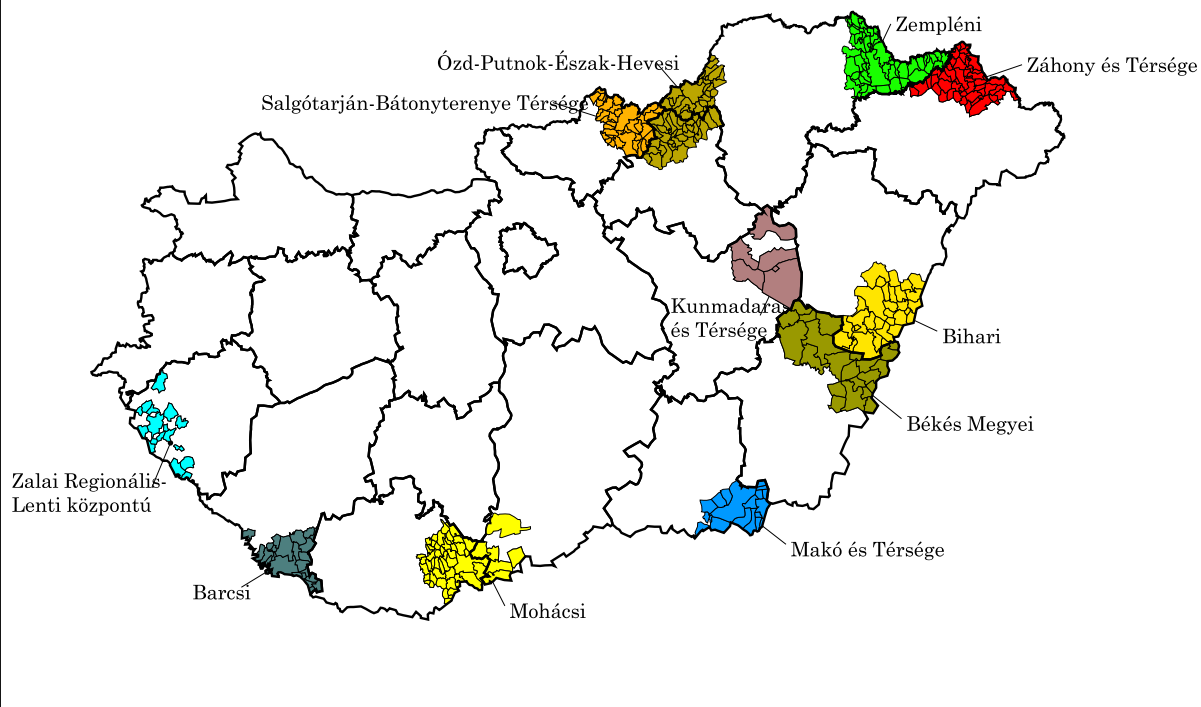 Zempléni
Ózd-Putnok-Észak-Hevesi
Záhony és Térsége
Salgótarján-Bátonyterenye Térsége
Kunmadaras
és Térsége
Bihari
Békés Megyei
Zalai Regionális-
Lenti központú
Makó és Térsége
Barcsi
Mohácsi